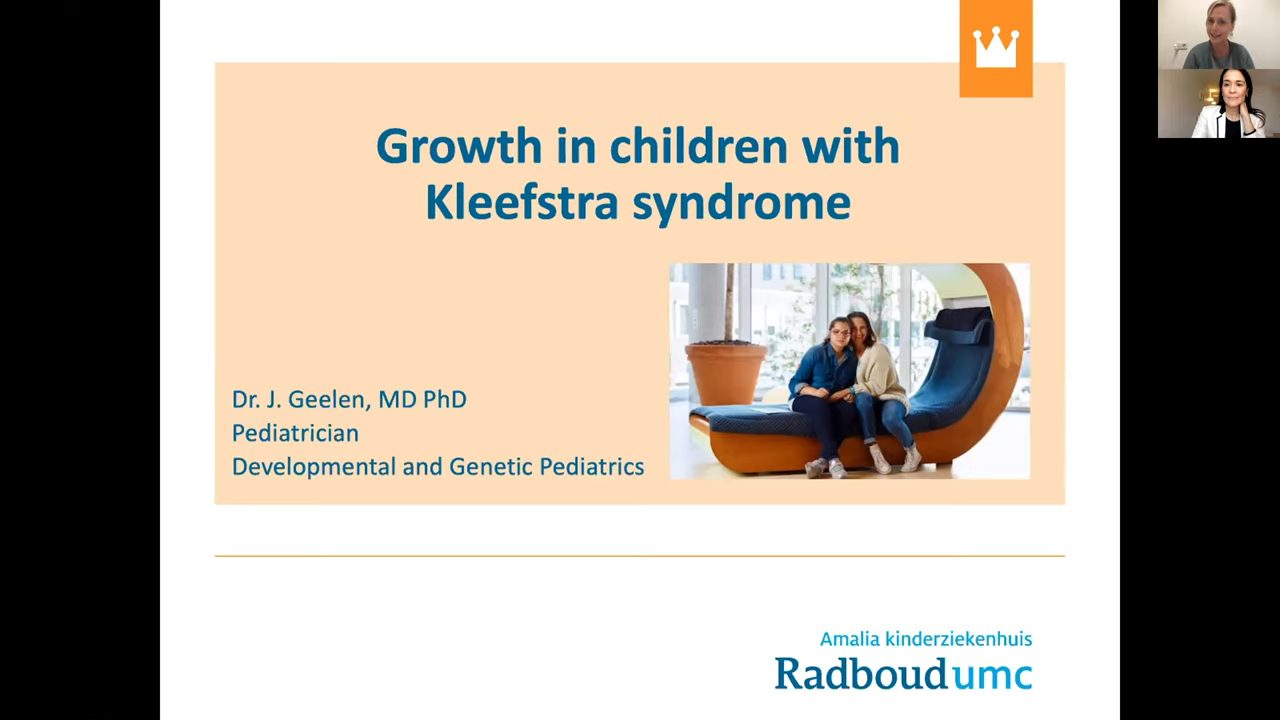 Growth in children with
Kleefstra syndrome
Dr. J. Geelen, MD PhD
Pediatrician
Developmental and Genetic Pediatrics
Amalia kinderziekenhuis
Radboudumc